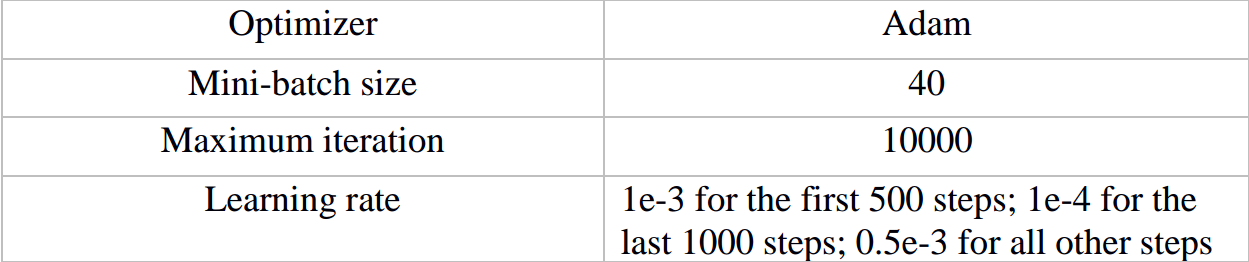 Optimizer Adam
Mini-batch size 40
Maximum iteration 10000
Learning rate 1e-3 for the first 500 steps; 1e-4 for the
last 1000 steps; 0.5e-3 for all other steps